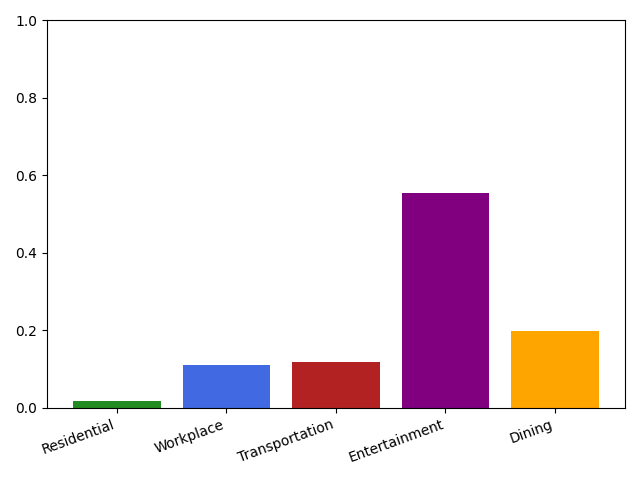 1.0
0.8
0.6
0.4
0.2
0.0
Residential
Workplace
Transportation
Entertainment
Dining